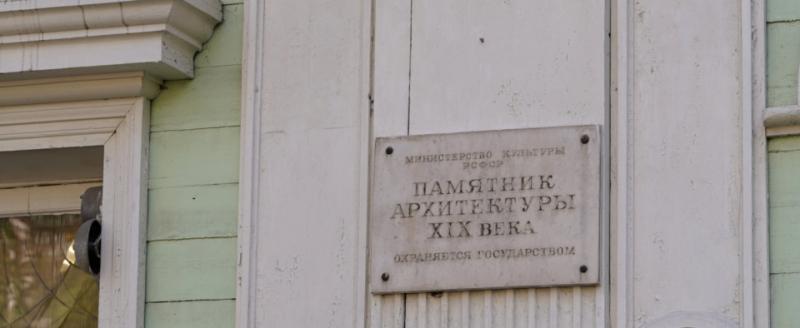 МИНИСТЕРСТВО КУЛЬТУРЫ
РСФСР
ПАМЯТНИК
АРХИТЕКТУРЫ
XIX ВЕКА
ОХРАНЯЕТСЯ ГОСУДАРСТВОМ